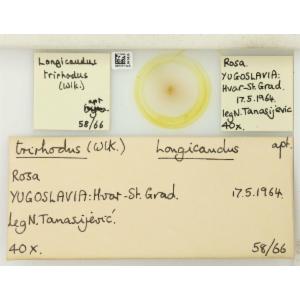 Longicaudus
trirhodus
(Wlk.)
apt
58/66
Rosa.
YUGOSLAVIA:
Hvar-St. Grad.
17.5.1964.
leg N. Tanasijevic
40x.
trirhodus (Wlk.) Longicaudus apt.
Rosa
YUGOSLAVIA: Hvar-St. Grad. 17.5.1964.
leg N. Tanasijević.
40x. 58/66